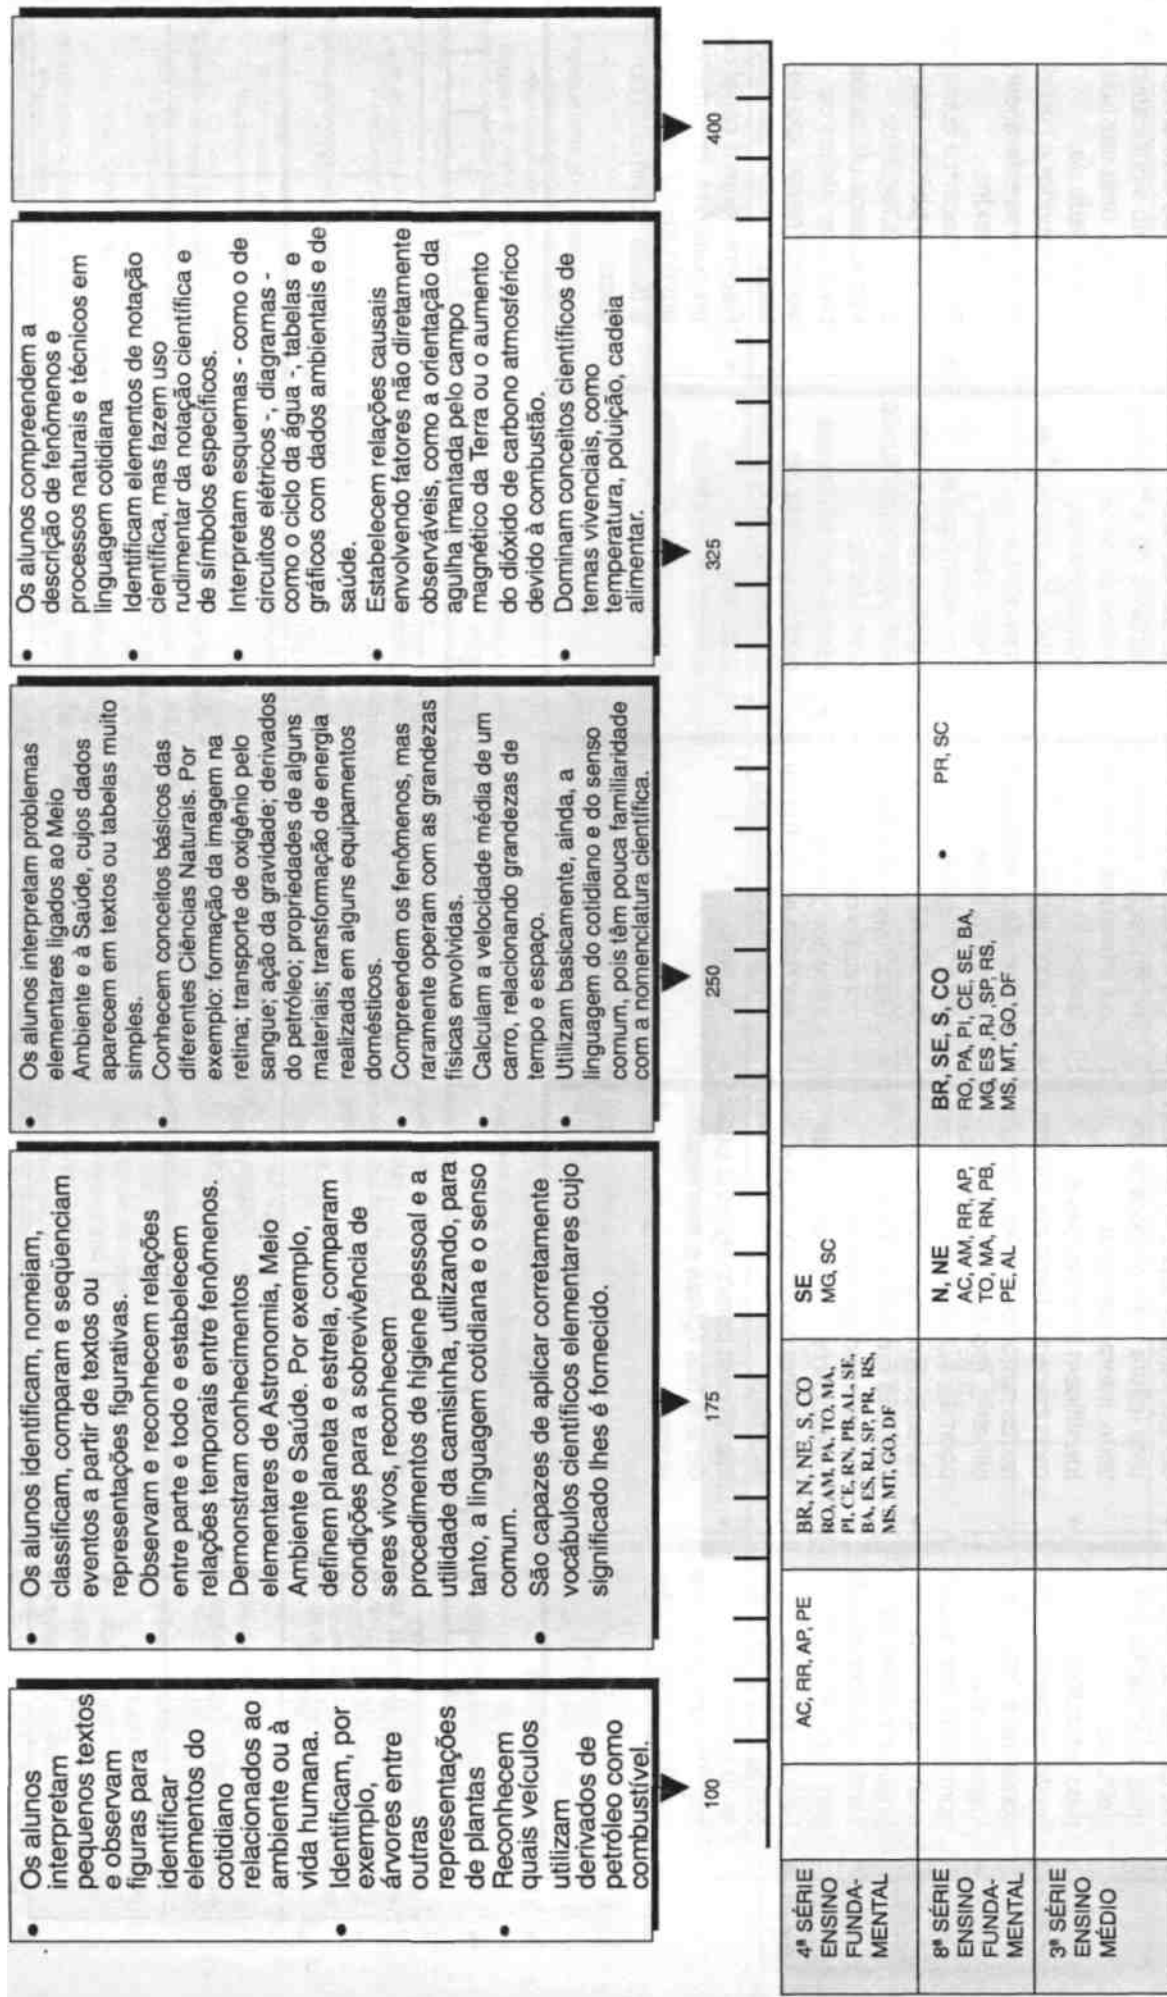 • Os alunos
interpretam
pequenos textos
e observam
figuras para
identificar
elementos do
cotidiano
relacionados ao
ambiente ou à
vida humana.
• Identificam, por
exemplo,
árvores entre
outras
representações
de plantas
• Reconhecem
quais veículos
utilizam
derivados de
petróleo como
combustível.
• Os alunos identificam, nomeiam,
classificam, comparam e seqüenciam
eventos a partir de textos ou
representações figurativas.
• Observam e reconhecem relações
entre parte e todo e estabelecem
relações temporais entre fenômenos.
• Demonstram conhecimentos
elementares de Astronomia, Meio
Ambiente e Saúde. Por exemplo,
definem planeta e estrela, comparam
condições para a sobrevivência de
seres vivos, reconhecem
procedimentos de higiene pessoal e a
utilidade da camisinha, utilizando, para
tanto, a linguagem cotidiana e o senso
comum.
• São capazes de aplicar corretamente
vocábulos científicos elementares cujo
significado lhes é fornecido.
• Os alunos interpretam problemas
elementares ligados ao Meio
Ambiente e à Saúde, cujos dados
aparecem em textos ou tabelas muito
simples.
• Conhecem conceitos básicos das
diferentes Ciências Naturais. Por
exemplo: formação da imagem na
retina; transporte de oxigênio pelo
sangue; ação da gravidade; derivados
do petróleo; propriedades de alguns
materiais; transformação de energia
realizada em alguns equipamentos
domésticos.
• Compreendem os fenômenos, mas
raramente operam com as grandezas
físicas envolvidas.
• Calculam a velocidade média de um
carro, relacionando grandezas de
tempo e espaço.
• Utilizam basicamente, ainda, a
linguagem do cotidiano e do senso
comum, pois têm pouca familiaridade
com a nomenclatura científica.
• Os alunos compreendem a
descrição de fenômenos e
processos naturais e técnicos em
linguagem cotidiana
• Identificam elementos de notação
científica, mas fazem uso
rudimentar da notação científica e
de símbolos específicos.
• Interpretam esquemas - como o de
circuitos elétricos -, diagramas -
como o ciclo da água -, tabelas e
gráficos com dados ambientais e de
saúde.
• Estabelecem relações causais
envolvendo fatores não diretamente
observáveis, como a orientação da
agulha imantada pelo campo
magnético da Terra ou o aumento
do dióxido de carbono atmosférico
devido à combustão.
• Dominam conceitos científicos de
temas vivenciais, como
temperatura, poluição, cadeia
alimentar.
100 175 250 325 400
4ª SÉRIE
ENSINO
FUNDA-
MENTAL
AC, RR, AP, PE
BR, N, NE, S, CO
RO, AM, PA, TO, MA,
PI, CE, RN, PB, AL, SE,
BA, ES, RJ, SP, PR, RS,
MS, MT, GO, DF
SE
MG, SC
8ª SÉRIE
ENSINO
FUNDA-
MENTAL
N, NE
AC, AM, RR, AP,
TO, MA, RN, PB,
PE, AL
BR, SE, S, CO
RO, PA, PI, CE, SE, BA,
MG, ES ,RJ, SP, RS,
MS, MT, GO, DF
• PR, SC
3ª SÉRIE
ENSINO
MÉDIO